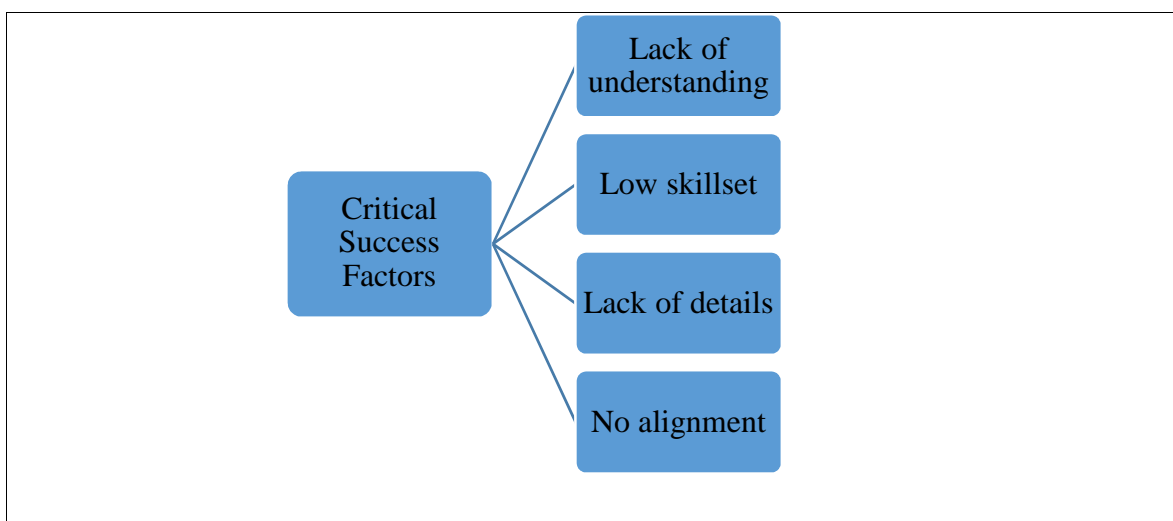 Critical
Success
Factors
Lack of
understanding
Low skillset
Lack of details
No alignment